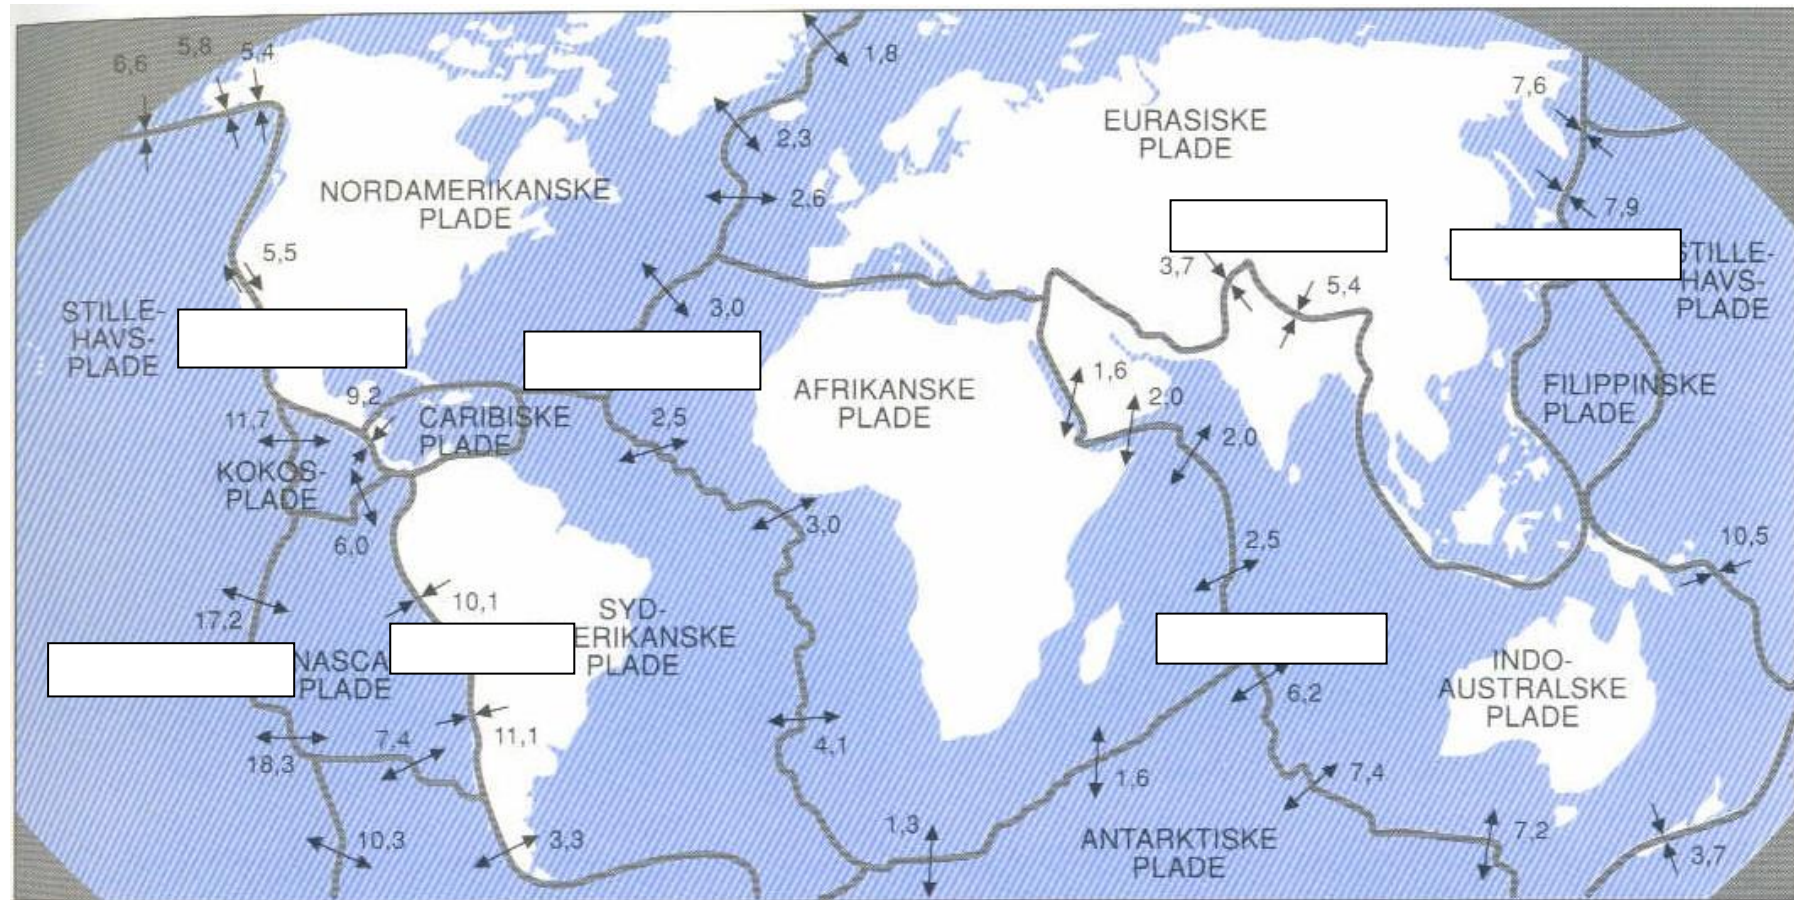 6,6
5,8
5,4
1,8
2,3
2,6
NORDAMERIKANSKE
PLADE
EURASISKE
PLADE
7,6
7,9
5,5
3,0
3,7
5,4
STILLE-
HAVS-
PLADE
STILLE-
HAVS-
PLADE
9,2
11,7
CARIBISKE
PLADE
2,5
AFRIKANSKE
PLADE
1,6
2,0
2,0
FILIPPINSKE
PLADE
KOKOS-
PLADE
6,0
3,0
2,5
10,5
10,1
17,2
SYD-
ERIKANSKE
PLADE
NASCA
PLADE
6,2
INDO-
AUSTRALSKE
PLADE
7,4
18,3
11,1
4,1
1,6
7,4
10,3
3,3
1,3
ANTARKTISKE
PLADE
7,2
3,7